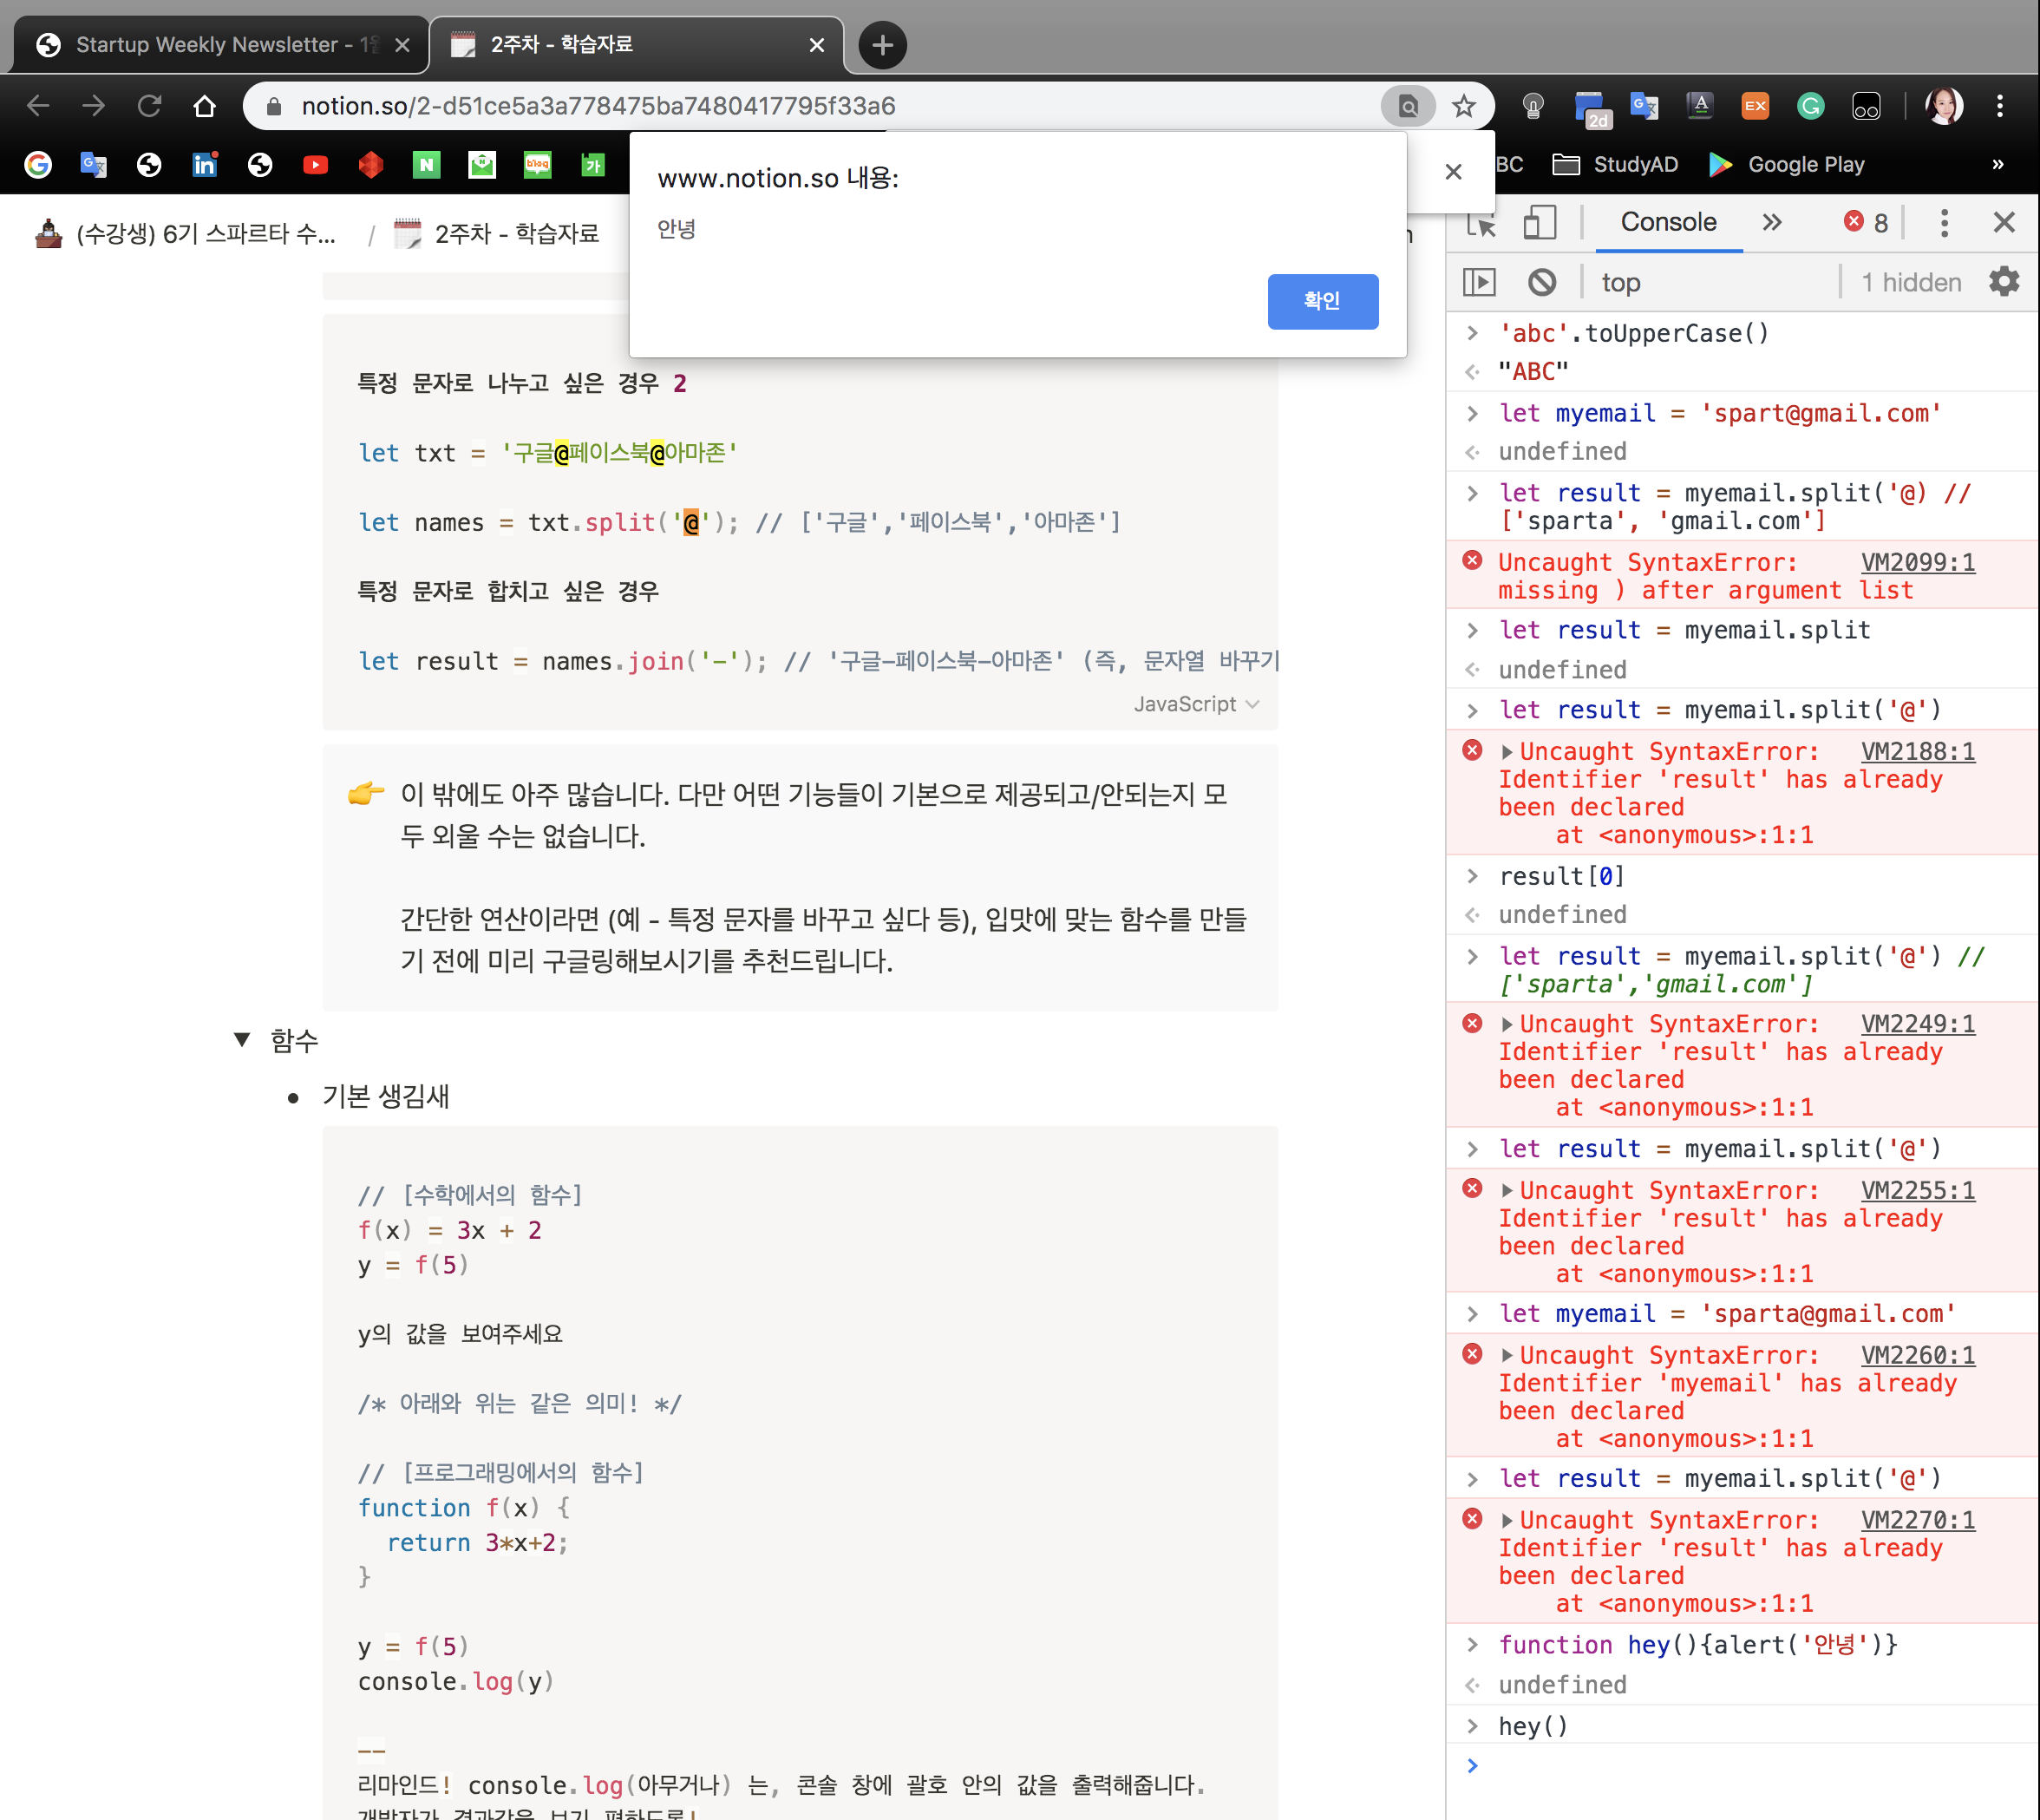 Startup Weekly Newsletter - 1
2주차 - 학습자료
notion.so/2-d51ce5a3a778475ba7480417795f33a6
2d
EX
BC
StudyAD
Google Play
»
www.notion.so 내용:
안녕
확인
(수강생) 6기 스파르타 수... / 2주차 - 학습자료
특정 문자로 나누고 싶은 경우 2
let txt = '구글@페이스북@아마존'
let names = txt.split('@'); // ['구글','페이스북','아마존']
특정 문자로 합치고 싶은 경우
let result = names.join('-'); // '구글-페이스북-아마존' (즉, 문자열 바꾸기
JavaScript
👉 이 밖에도 아주 많습니다. 다만 어떤 기능들이 기본으로 제공되고/안되는지 모
두 외울 수는 없습니다.
간단한 연산이라면 (예 - 특정 문자를 바꾸고 싶다 등), 입맛에 맞는 함수를 만들
기 전에 미리 구글링해보시기를 추천드립니다.
▼ 함수
• 기본 생김새
// [수학에서의 함수]
f(x) = 3x + 2
y = f(5)
y의 값을 보여주세요
/* 아래와 위는 같은 의미! */
// [프로그래밍에서의 함수]
function f(x) {
return 3*x+2;
}
y = f(5)
console.log(y)
--
리마인드! console.log(아무거나) 는, 콘솔 창에 괄호 안의 값을 출력해줍니다.
개발자가 결과값을 보기 편하도록!
Console » 8
top
1 hidden
'abc'.toUpperCase()
"ABC"
let myemail = 'spart@gmail.com'
undefined
let result = myemail.split('@) //
['sparta', 'gmail.com']
Uncaught SyntaxError: VM2099:1
missing ) after argument list
let result = myemail.split
undefined
let result = myemail.split('@')
Uncaught SyntaxError: VM2188:1
Identifier 'result' has already
been declared
at <anonymous>:1:1
result[0]
undefined
let result = myemail.split('@') //
['sparta','gmail.com']
Uncaught SyntaxError: VM2249:1
Identifier 'result' has already
been declared
at <anonymous>:1:1
let result = myemail.split('@')
Uncaught SyntaxError: VM2255:1
Identifier 'result' has already
been declared
at <anonymous>:1:1
let myemail = 'sparta@gmail.com'
Uncaught SyntaxError: VM2260:1
Identifier 'myemail' has already
been declared
at <anonymous>:1:1
let result = myemail.split('@')
Uncaught SyntaxError: VM2270:1
Identifier 'result' has already
been declared
at <anonymous>:1:1
function hey(){alert('안녕')}
undefined
hey()